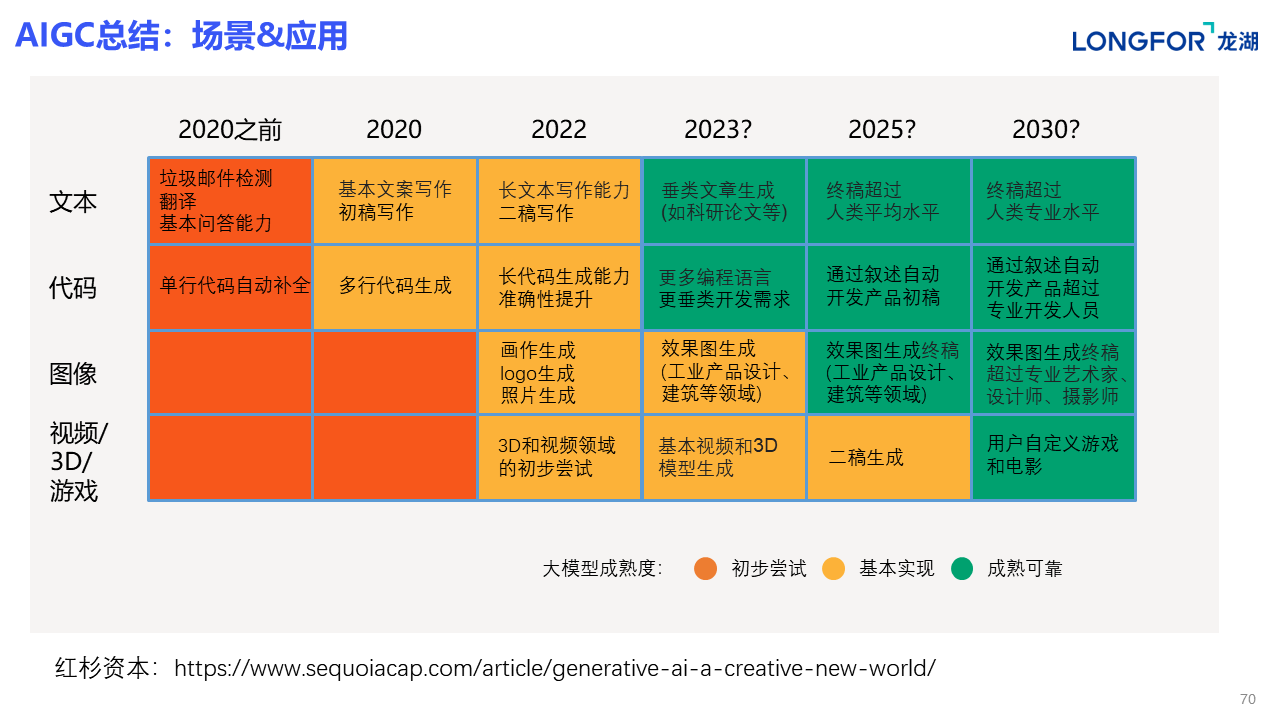 AIGC总结：场景&应用
LONGFOR 龙湖
2020之前 2020 2022 2023? 2025? 2030?
文本
垃圾邮件检测
翻译
基本问答能力
基本文案写作
初稿写作
长文本写作能力
二稿写作
垂类文章生成
(如科研论文等)
终稿超过
人类平均水平
终稿超过
人类专业水平
代码
单行代码自动补全
多行代码生成
长代码生成能力
准确性提升
更多编程语言
更垂类开发需求
通过叙述自动
开发产品初稿
通过叙述自动
开发产品超过
专业开发人员
图像
画作生成
logo生成
照片生成
效果图生成
(工业产品设计、
建筑等领域)
效果图生成终稿
(工业产品设计、
建筑等领域)
效果图生成终稿
超过专业艺术家、
设计师、摄影师
视频/
3D/
游戏
3D和视频领域
的初步尝试
基本视频和3D
模型生成
二稿生成
用户自定义游戏
和电影
大模型成熟度： 初步尝试 基本实现 成熟可靠
红杉资本：https://www.sequoiacap.com/article/generative-ai-a-creative-new-world/
70